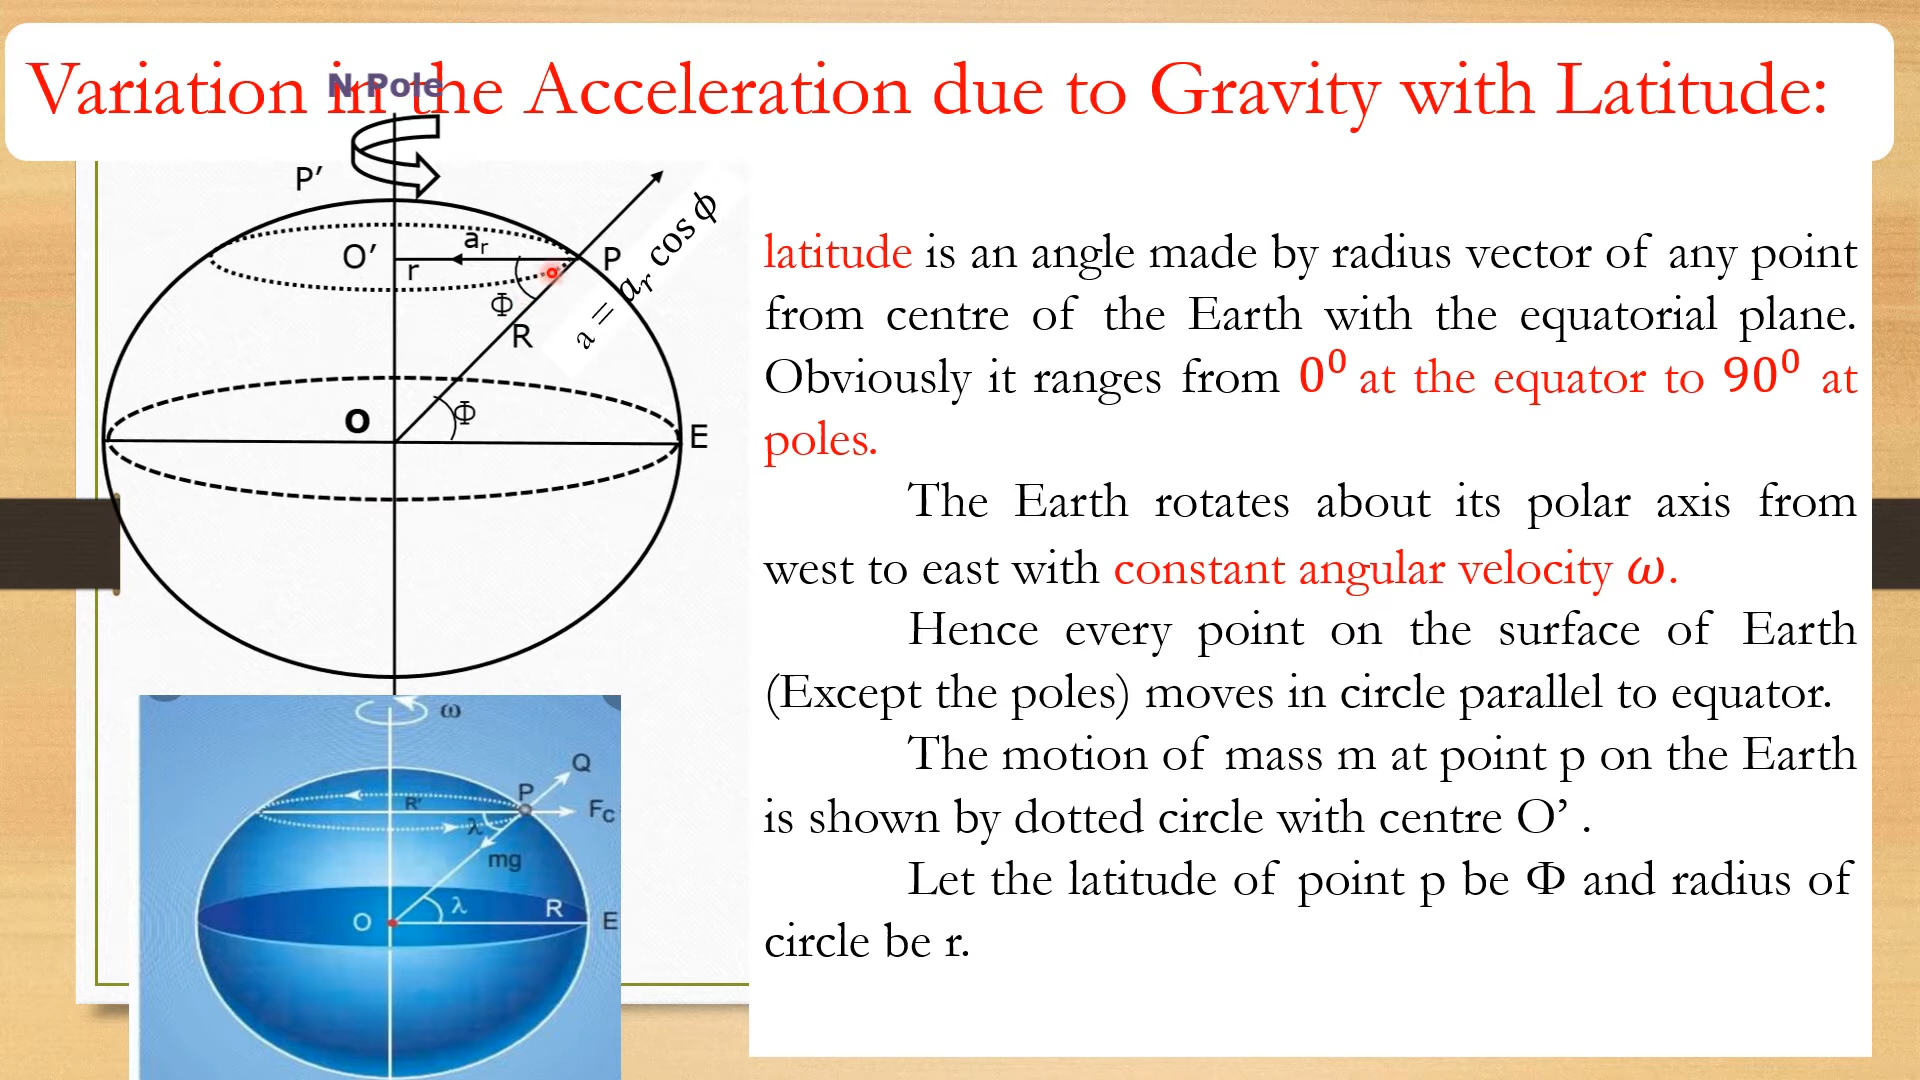 Variation in the Acceleration due to Gravity with Latitude:
N Pole
P′
O′
r
aᵣ
P
Φ
R
a = aᵣ cos ϕ
O
Φ
E
latitude is an angle made by radius vector of any point
from centre of the Earth with the equatorial plane.
Obviously it ranges from 0⁰ at the equator to 90⁰ at
poles.
The Earth rotates about its polar axis from
west to east with constant angular velocity ω.
Hence every point on the surface of Earth
(Except the poles) moves in circle parallel to equator.
The motion of mass m at point p on the Earth
is shown by dotted circle with centre O’ .
Let the latitude of point p be Φ and radius of
circle be r.
ω
Q
P
R'
Fc
λ
mg
O
λ
R
E